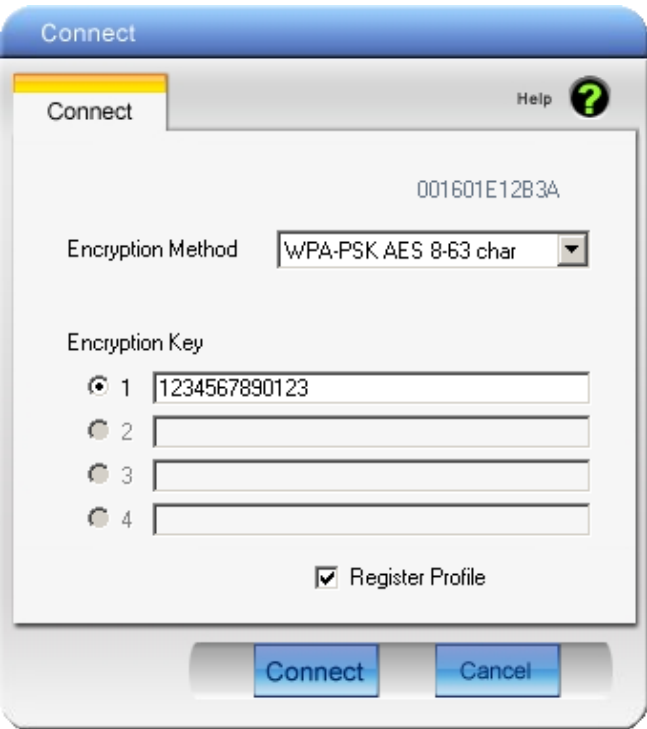 Connect
Connect
Help ?
001601E12B3A
Encryption Method WPA-PSK AES 8-63 char
Encryption Key
1 1234567890123
2
3
4
Register Profile
Connect Cancel